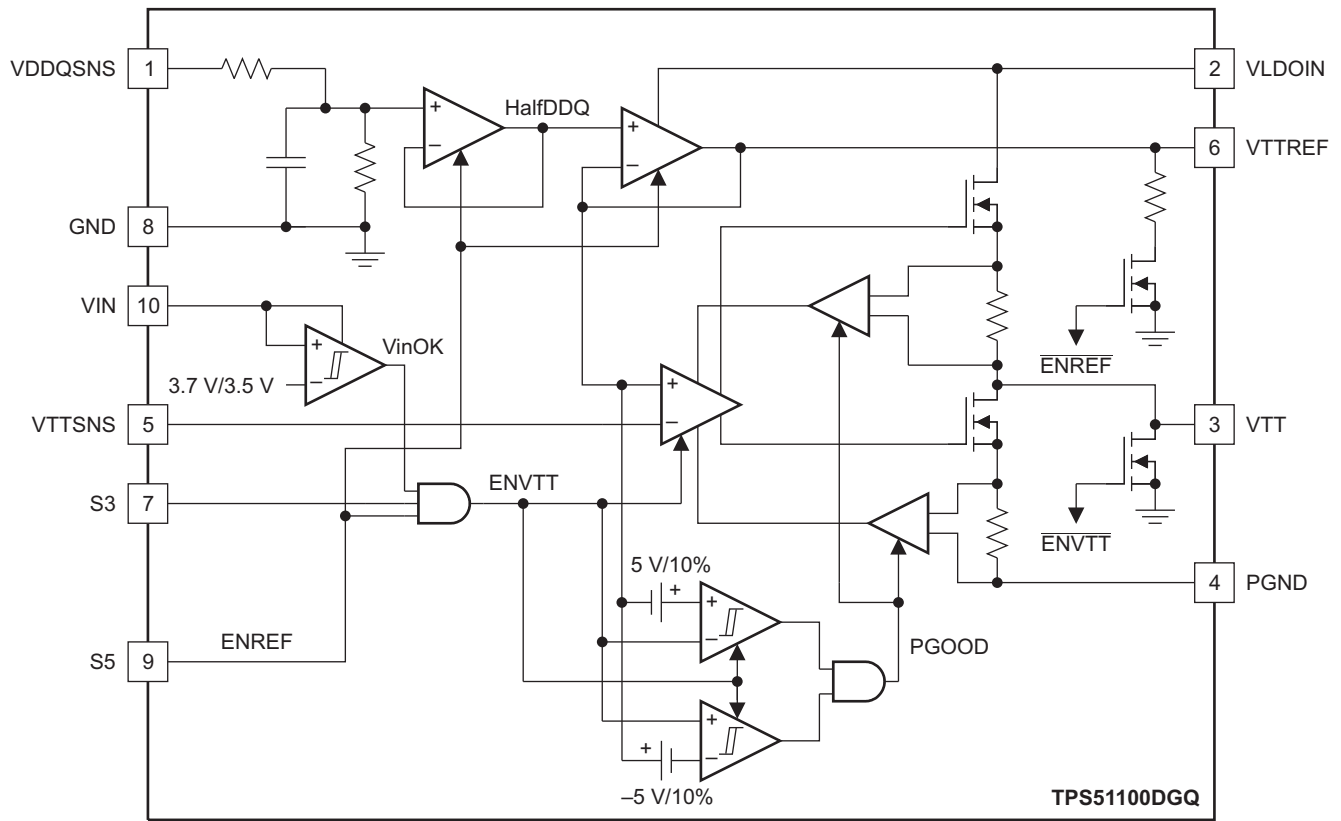 VDDQSNS 1
2 VLDOIN
+
–
HalfDDQ
+
–
6 VTTREF
GND 8
VIN 10
+
–
VinOK
3.7 V/3.5 V
ENREF
+
–
VTTSNS 5
3 VTT
S3 7
ENVTT
ENVTT
5 V/10%
+
+
–
4 PGND
S5 9
ENREF
PGOOD
+
–
+
–5 V/10%
TPS51100DGQ